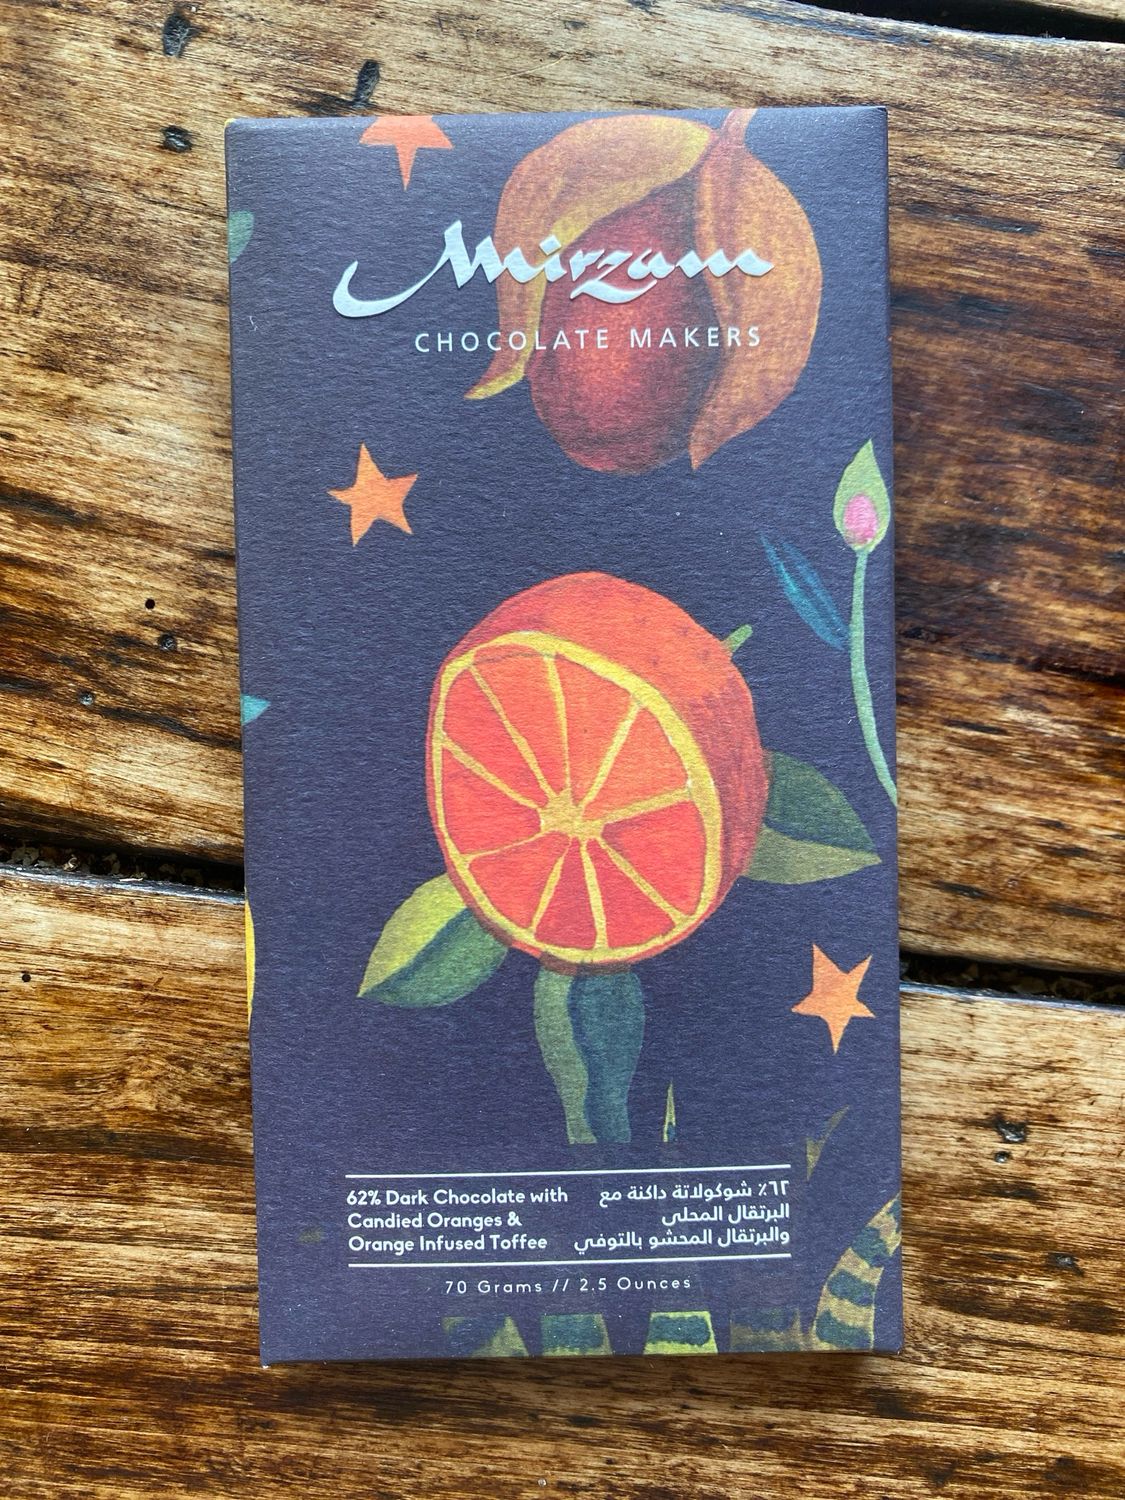 Mirzam
CHOCOLATE MAKERS
62% Dark Chocolate with
Candied Oranges &
Orange Infused Toffee
٦٢٪ شوكولاتة داكنة مع
البرتقال المحلى
والبرتقال المحشو بالتوفي
70 Grams // 2.5 Ounces